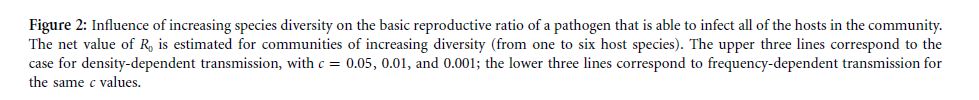 Figure 2: Influence of increasing species diversity on the basic reproductive ratio of a pathogen that is able to infect all of the hosts in the community.
The net value of R₀ is estimated for communities of increasing diversity (from one to six host species). The upper three lines correspond to the
case for density-dependent transmission, with c = 0.05, 0.01, and 0.001; the lower three lines correspond to frequency-dependent transmission for
the same c values.